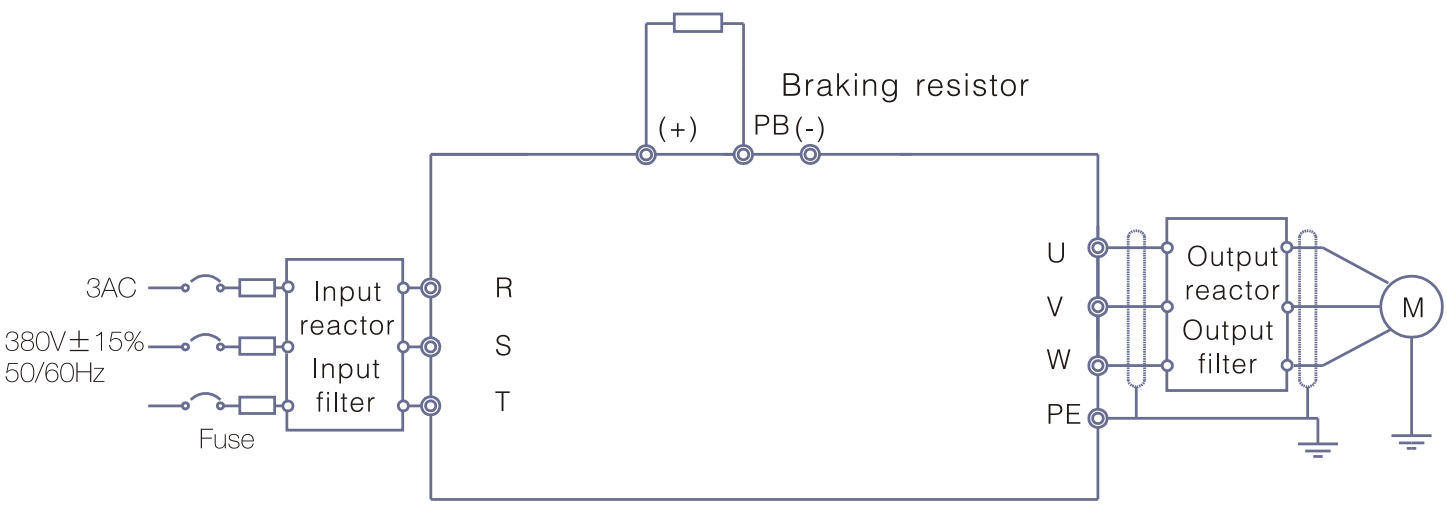 Braking resistor
(+)
PB (-)
3AC
380V±15%
50/60Hz
Fuse
Input
reactor
Input
filter
R
S
T
U
V
W
PE
Output
reactor
Output
filter
M